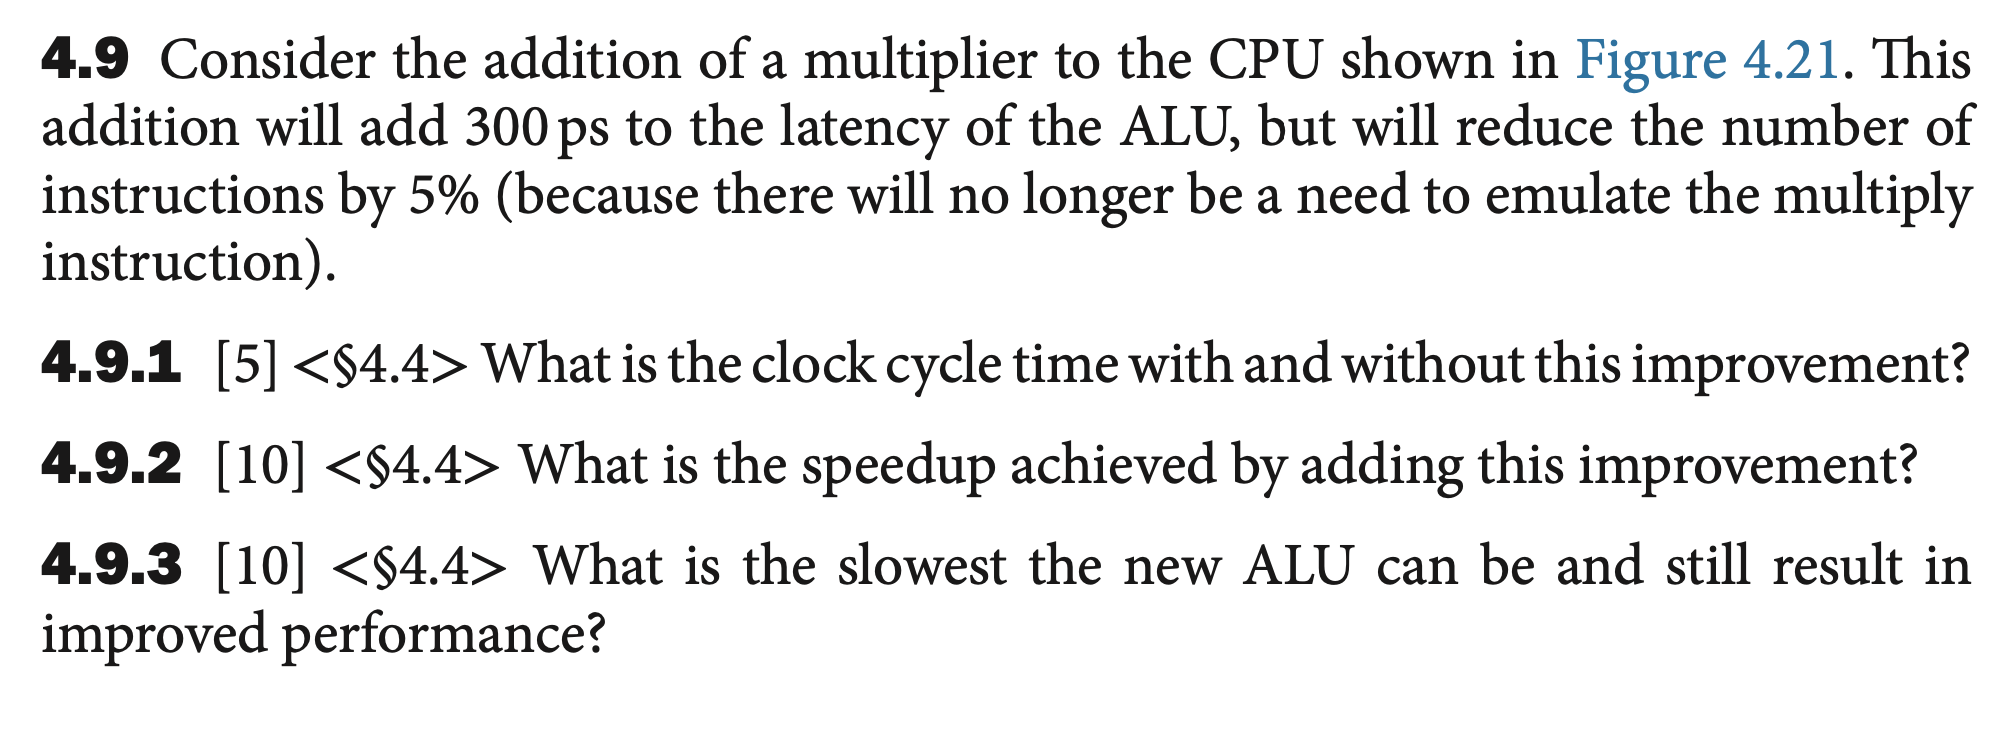 4.9 Consider the addition of a multiplier to the CPU shown in Figure 4.21. This
addition will add 300 ps to the latency of the ALU, but will reduce the number of
instructions by 5% (because there will no longer be a need to emulate the multiply
instruction).
4.9.1 [5] <§4.4> What is the clock cycle time with and without this improvement?
4.9.2 [10] <§4.4> What is the speedup achieved by adding this improvement?
4.9.3 [10] <§4.4> What is the slowest the new ALU can be and still result in
improved performance?